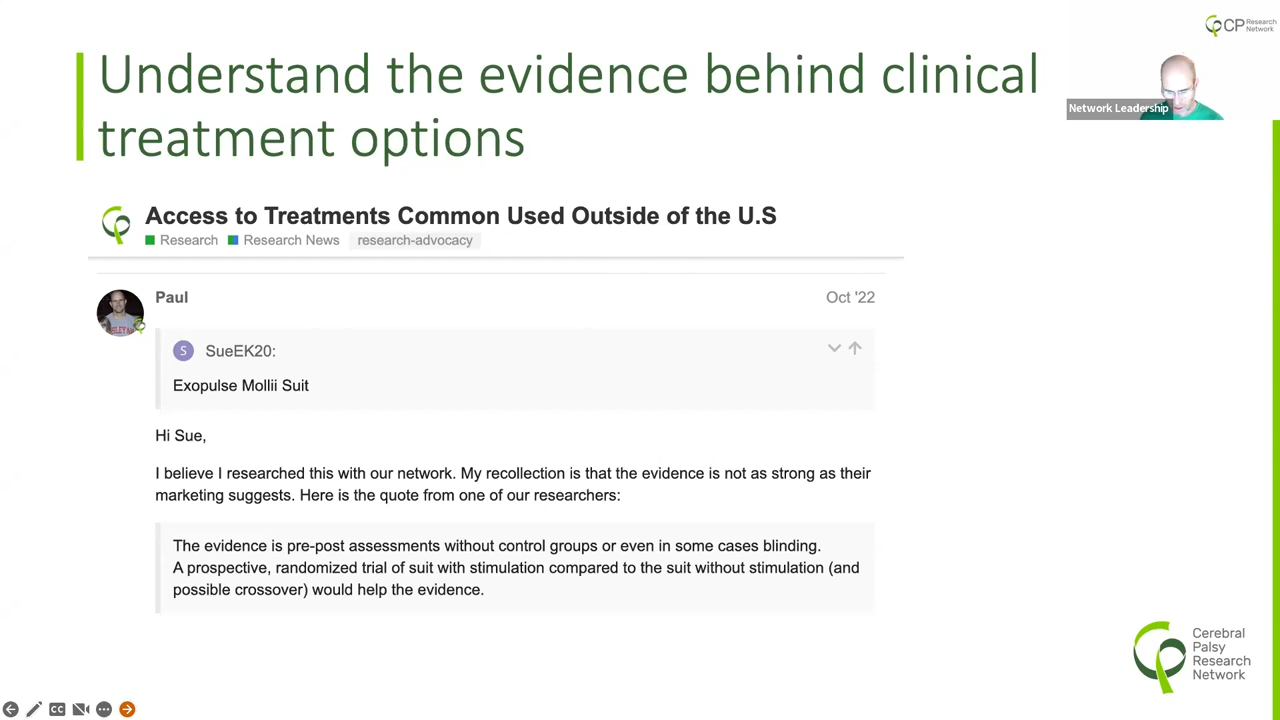 CP Research
Network
Understand the evidence behind clinical
treatment options
Network Leadership
Access to Treatments Common Used Outside of the U.S
Research Research News research-advocacy
Paul Oct '22
S SueEK20:
Exopulse Mollii Suit
Hi Sue,
I believe I researched this with our network. My recollection is that the evidence is not as strong as their
marketing suggests. Here is the quote from one of our researchers:
The evidence is pre-post assessments without control groups or even in some cases blinding.
A prospective, randomized trial of suit with stimulation compared to the suit without stimulation (and
possible crossover) would help the evidence.
Cerebral
Palsy
Research
Network
CC